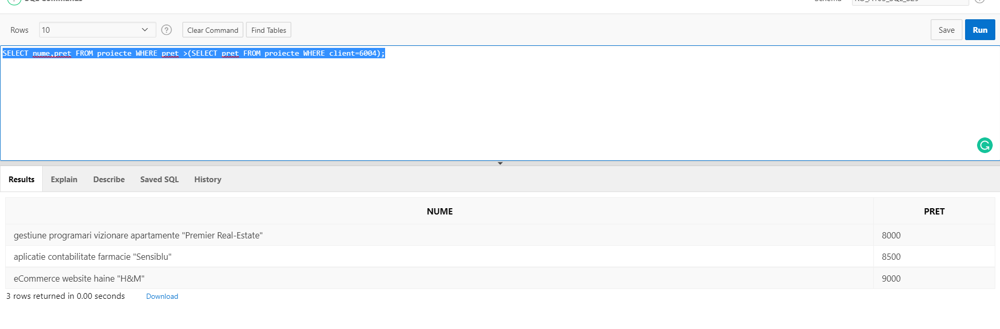 Rows 10 ? Clear Command Find Tables Save Run
SELECT nume,pret FROM proiecte WHERE pret >(SELECT pret FROM proiecte WHERE client=6004);
Results Explain Describe Saved SQL History
NUME PRET
gestiune programari vizionare apartamente "Premier Real-Estate" 8000
aplicatie contabilitate farmacie "Sensiblu" 8500
eCommerce website haine "H&M" 9000
3 rows returned in 0.00 seconds Download